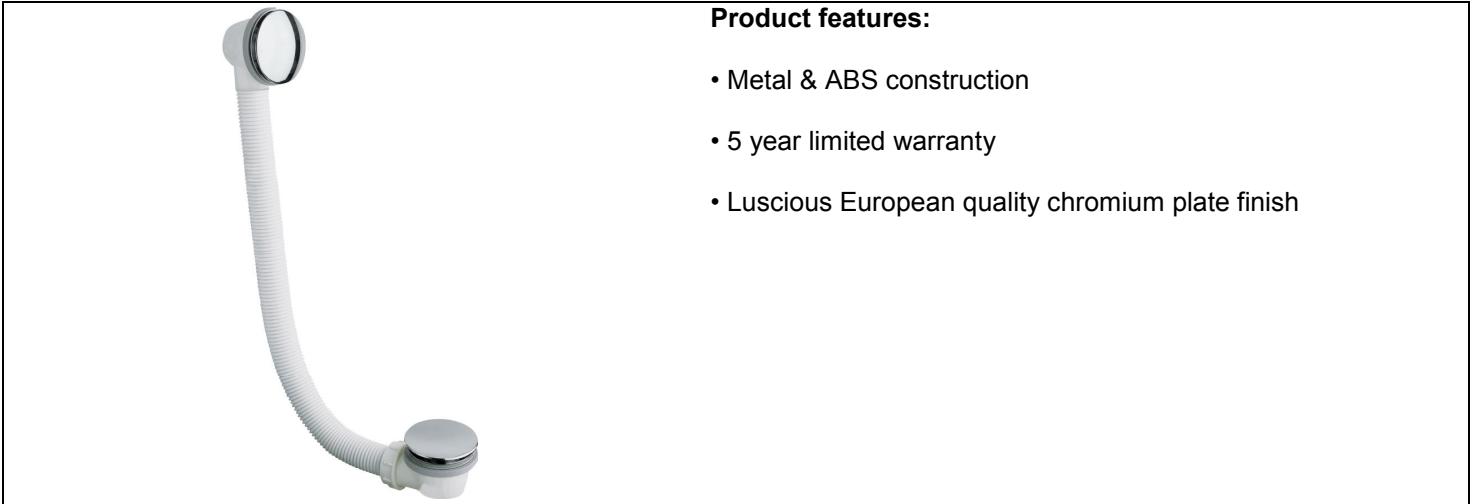 Product features:
• Metal & ABS construction
• 5 year limited warranty
• Luscious European quality chromium plate finish